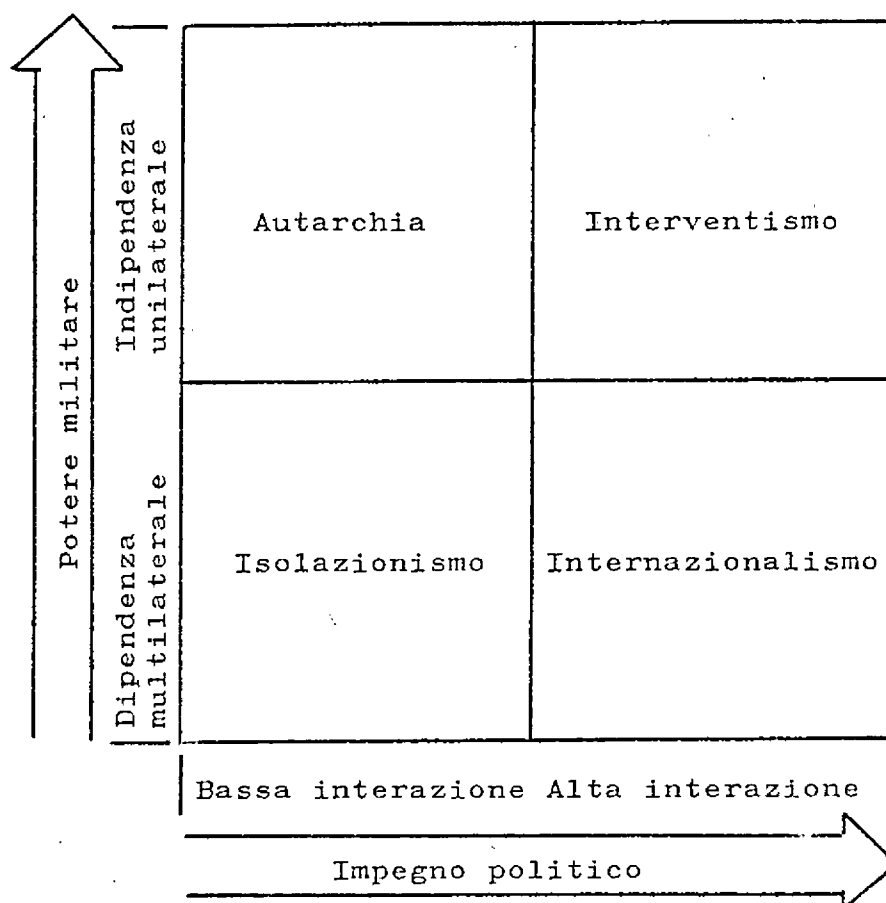 Potere militare
Indipendenza
unilaterale
Dipendenza
multilaterale
Autarchia
Interventismo
Isolazionismo
Internazionalismo
Bassa interazione Alta interazione
Impegno politico